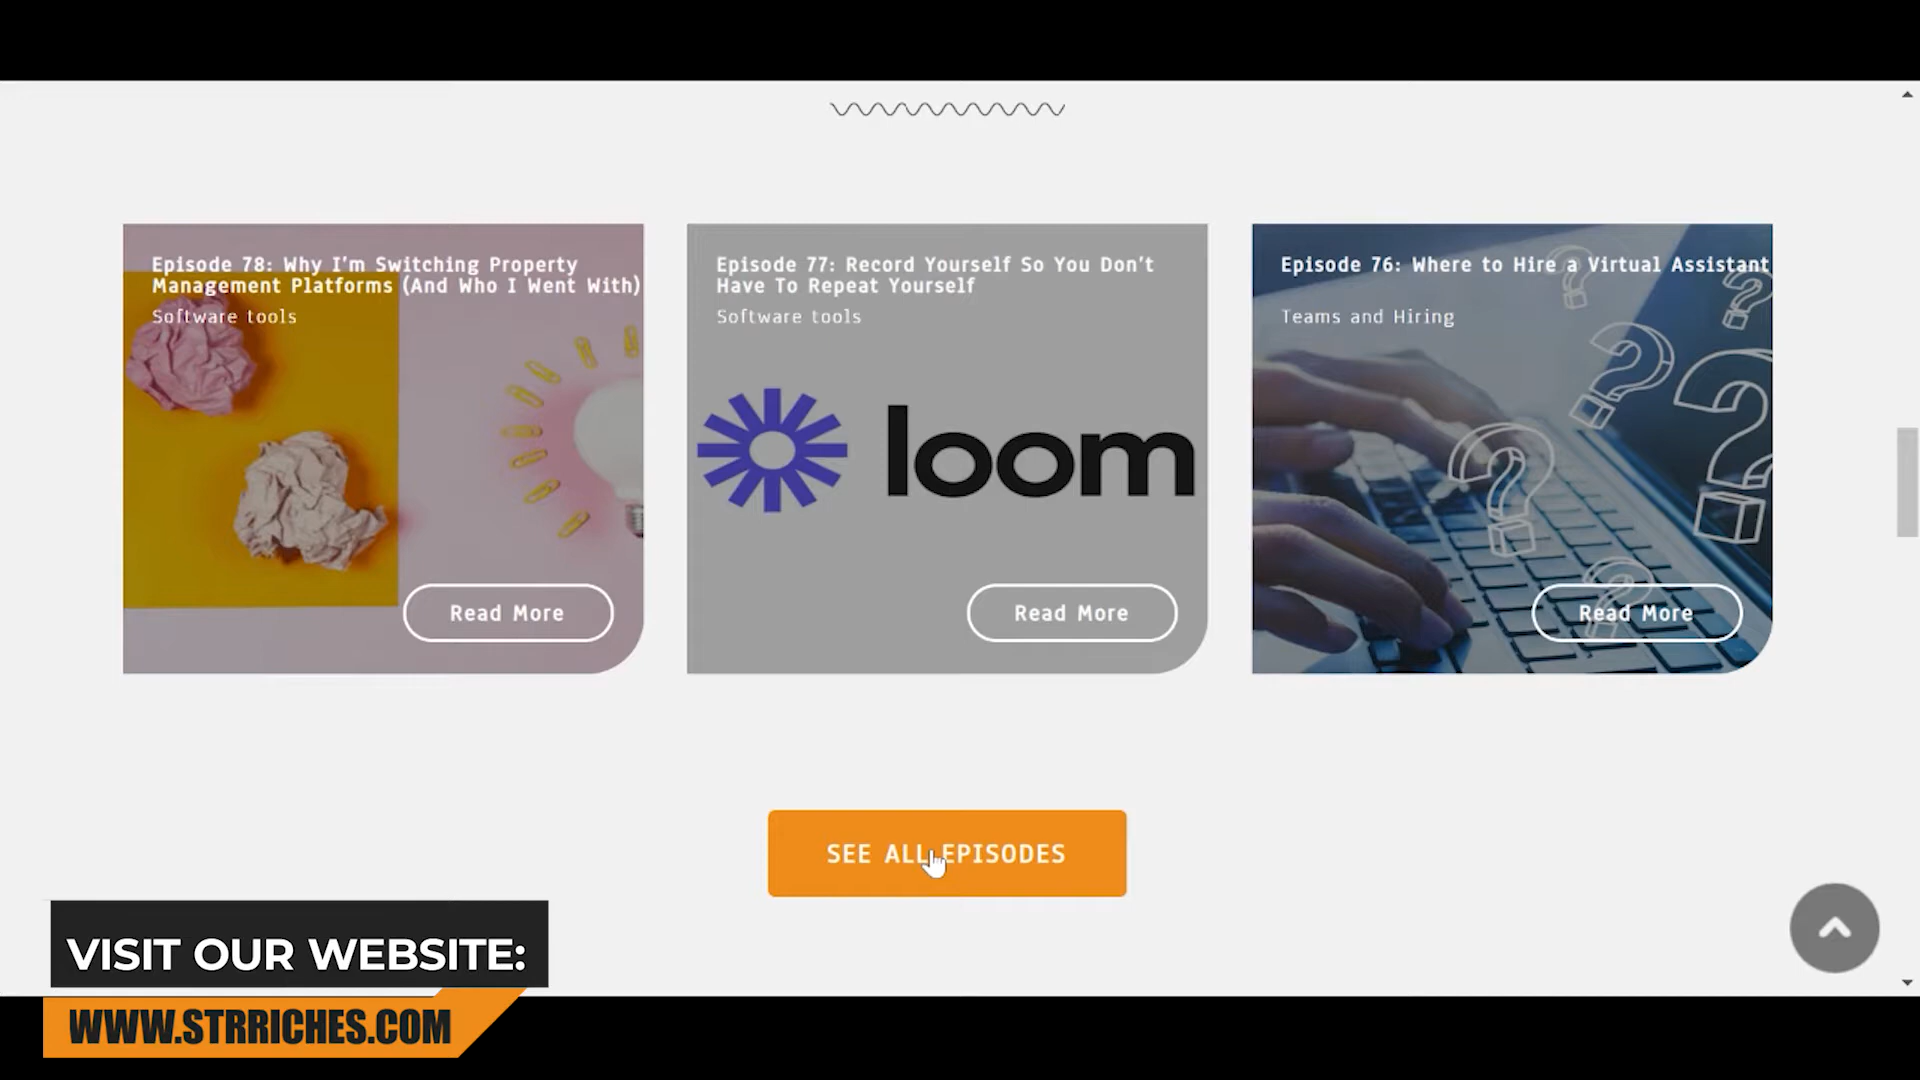 Episode 78: Why I'm Switching Property
Management Platforms (And Who I Went With)
Software tools
Read More
Episode 77: Record Yourself So You Don't
Have To Repeat Yourself
Software tools
loom
Read More
Episode 76: Where to Hire a Virtual Assistant
Teams and Hiring
Read More
SEE ALL EPISODES
VISIT OUR WEBSITE:
WWW.STRRICHES.COM